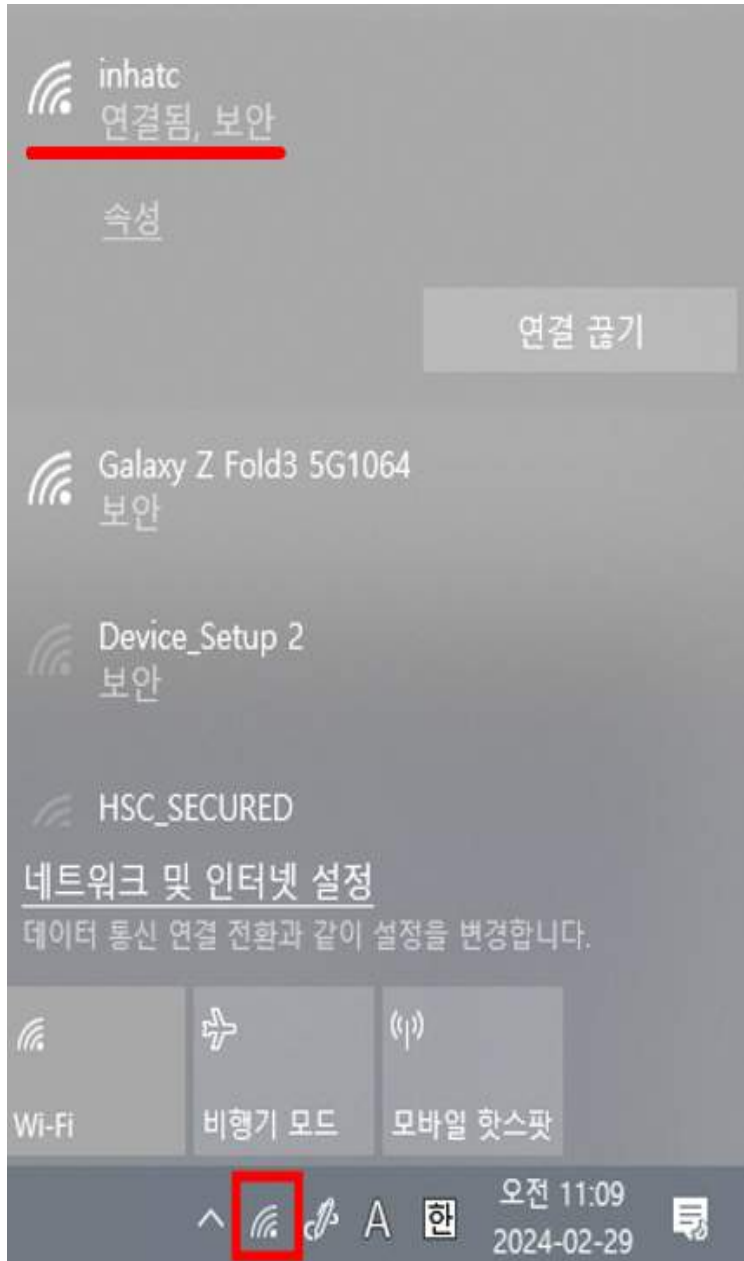 inhatc
연결됨, 보안
속성
연결 끊기
Galaxy Z Fold3 5G1064
보안
Device_Setup 2
보안
HSC_SECURED
네트워크 및 인터넷 설정
데이터 통신 연결 전환과 같이 설정을 변경합니다.
Wi-Fi
비행기 모드
모바일 핫스팟
A
한
오전 11:09
2024-02-29